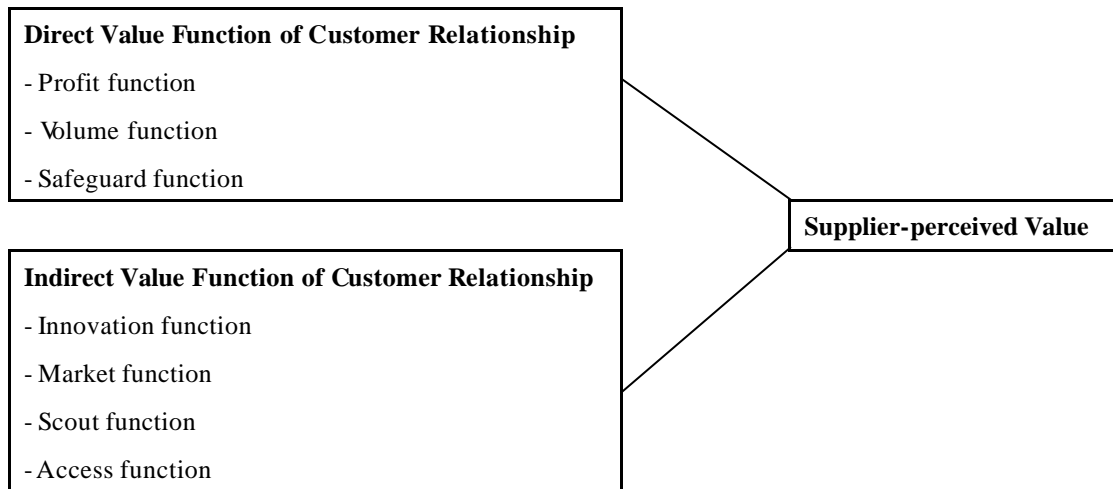 Direct Value Function of Customer Relationship
- Profit function
- Volume function
- Safeguard function
Supplier-perceived Value
Indirect Value Function of Customer Relationship
- Innovation function
- Market function
- Scout function
- Access function